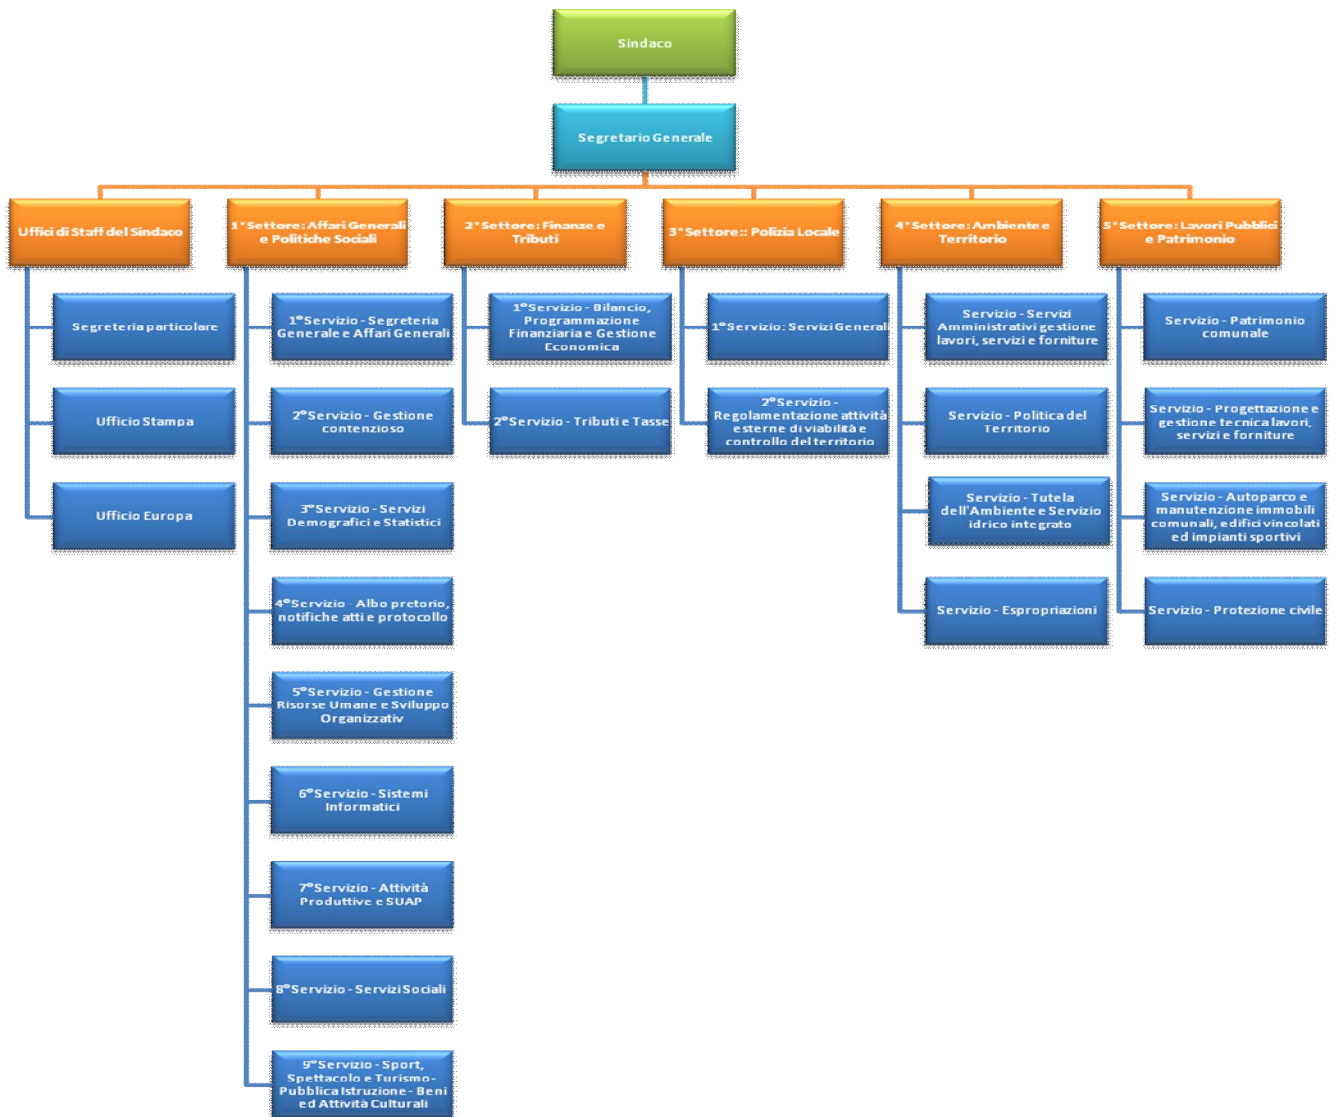 Sindaco
Segretario Generale
Uffici di Staff del Sindaco
Segreteria particolare
Ufficio Stampa
Ufficio Europa
1°Settore: Affari Generali
e Politiche Sociali
1°Servizio - Segreteria
Generale e Affari Generali
2°Servizio - Gestione
contenzioso
3°Servizio - Servizi
Demografici e Statistici
4°Servizio - Albo pretorio,
notifiche atti e protocollo
5°Servizio - Gestione
Risorse Umane e Sviluppo
Organizzativ
6°Servizio - Sistemi
Informatici
7°Servizio - Attività
Produttive e SUAP
8°Servizio - Servizi Sociali
9°Servizio - Sport,
Spettacolo e Turismo-
Pubblica Istruzione - Beni
ed Attività Culturali
2°Settore: Finanze e
Tributi
1°Servizio - Bilancio,
Programmazione
Finanziaria e Gestione
Economica
2°Servizio - Tributi e Tasse
3°Settore:: Polizia Locale
1°Servizio: Servizi Generali
2°Servizio -
Regolamentazione attività
esterne di viabilità e
controllo del territorio
4°Settore: Ambiente e
Territorio
Servizio - Servizi
Amministrativi gestione
lavori, servizi e forniture
Servizio - Politica del
Territorio
Servizio - Tutela
dell'Ambiente e Servizio
idrico integrato
Servizio - Espropriazioni
5°Settore: Lavori Pubblici
e Patrimonio
Servizio - Patrimonio
comunale
Servizio - Progettazione e
gestione tecnica lavori,
servizi e forniture
Servizio - Autoparco e
manutenzione immobili
comunali, edifici vincolati
ed impianti sportivi
Servizio - Protezione civile